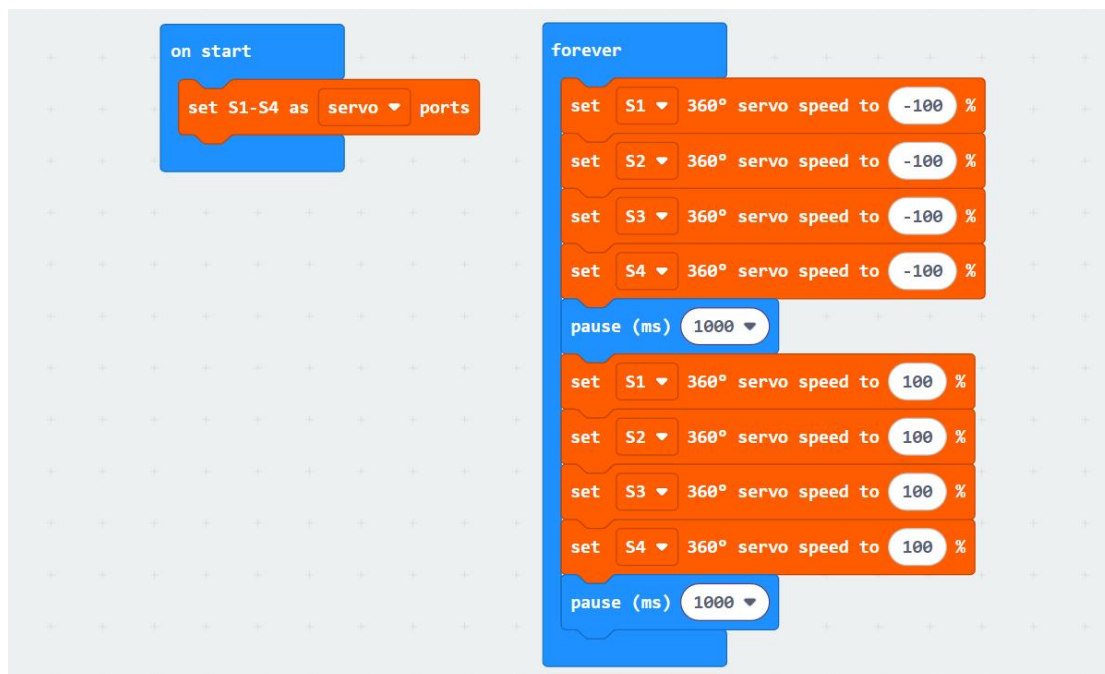 on start
set S1-S4 as servo ports
forever
set S1 360° servo speed to -100 %
set S2 360° servo speed to -100 %
set S3 360° servo speed to -100 %
set S4 360° servo speed to -100 %
pause (ms) 1000
set S1 360° servo speed to 100 %
set S2 360° servo speed to 100 %
set S3 360° servo speed to 100 %
set S4 360° servo speed to 100 %
pause (ms) 1000